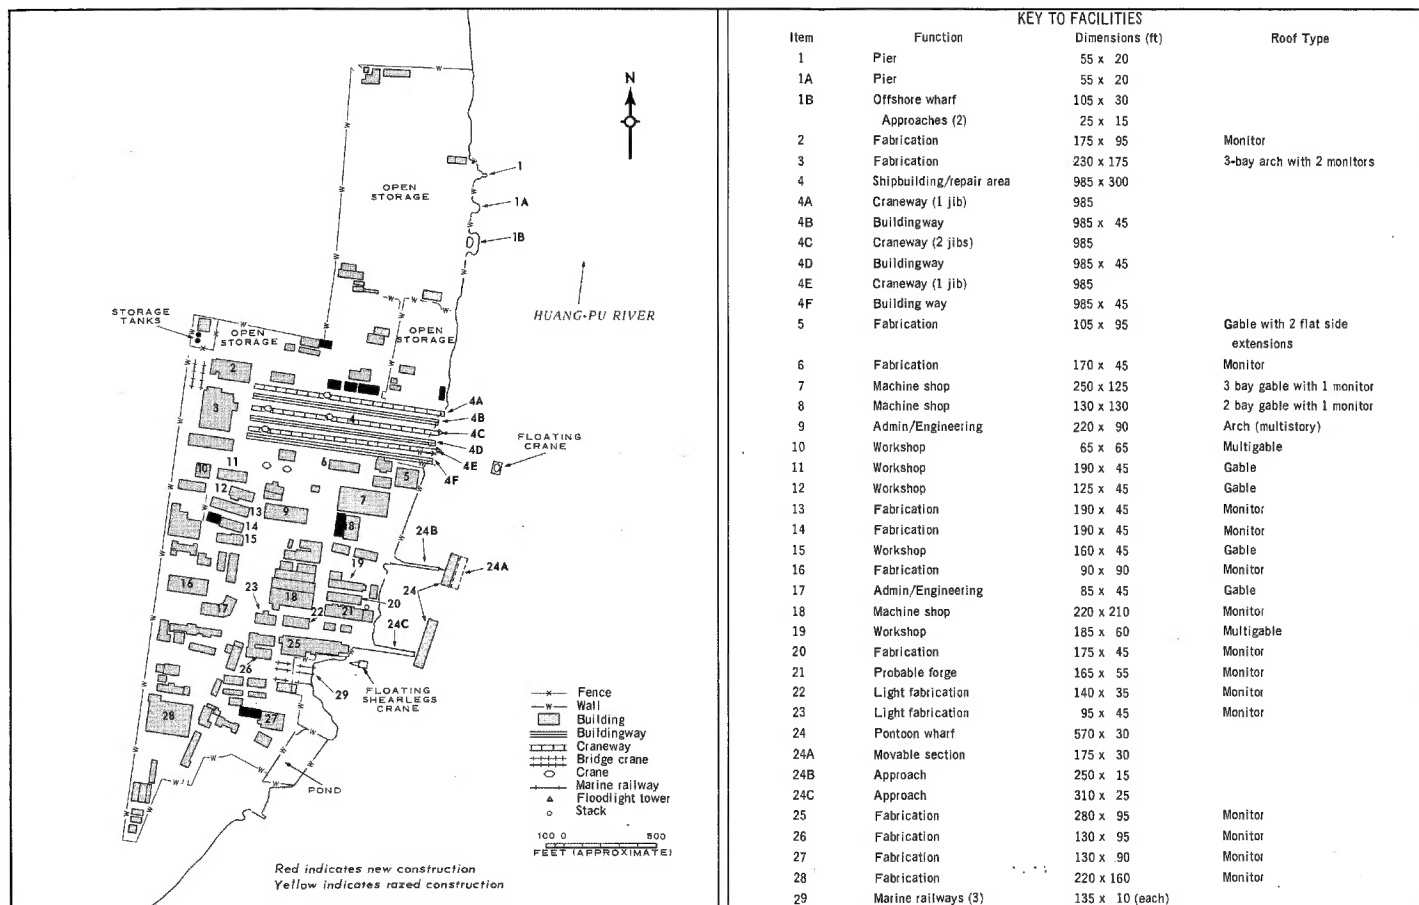 N
1
OPEN
STORAGE
1A
1B
HUANG-PU RIVER
STORAGE
TANKS
OPEN
STORAGE
OPEN
STORAGE
2
3
4
4A
4B
4C
4D
4E
4F
FLOATING
CRANE
5
6
7
10
11
12
13
14
15
9
8
24B
24A
24
19
16
17
18
20
21
22
23
24C
25
26
29
FLOATING
SHEARLEGS
CRANE
28
27
POND
Fence
Wall
Building
Buildingway
Craneway
Bridge crane
Crane
Marine railway
Floodlight tower
Stack
100 0 500
FEET (APPROXIMATE)
Red indicates new construction
Yellow indicates razed construction
KEY TO FACILITIES
Item Function Dimensions (ft) Roof Type
1 Pier 55 x 20
1A Pier 55 x 20
1B Offshore wharf 105 x 30
Approaches (2) 25 x 15
2 Fabrication 175 x 95 Monitor
3 Fabrication 230 x 175 3-bay arch with 2 monitors
4 Shipbuilding/repair area 985 x 300
4A Craneway (1 jib) 985
4B Buildingway 985 x 45
4C Craneway (2 jibs) 985
4D Buildingway 985 x 45
4E Craneway (1 jib) 985
4F Building way 985 x 45
5 Fabrication 105 x 95 Gable with 2 flat side
extensions
6 Fabrication 170 x 45 Monitor
7 Machine shop 250 x 125 3 bay gable with 1 monitor
8 Machine shop 130 x 130 2 bay gable with 1 monitor
9 Admin/Engineering 220 x 90 Arch (multistory)
10 Workshop 65 x 65 Multigable
11 Workshop 190 x 45 Gable
12 Workshop 125 x 45 Gable
13 Fabrication 190 x 45 Monitor
14 Fabrication 190 x 45 Monitor
15 Workshop 160 x 45 Gable
16 Fabrication 90 x 90 Monitor
17 Admin/Engineering 85 x 45 Gable
18 Machine shop 220 x 210 Monitor
19 Workshop 185 x 60 Multigable
20 Fabrication 175 x 45 Monitor
21 Probable forge 165 x 55 Monitor
22 Light fabrication 140 x 35 Monitor
23 Light fabrication 95 x 45 Monitor
24 Pontoon wharf 570 x 30
24A Movable section 175 x 30
24B Approach 250 x 15
24C Approach 310 x 25
25 Fabrication 280 x 95 Monitor
26 Fabrication 130 x 95 Monitor
27 Fabrication 130 x 90 Monitor
28 Fabrication 220 x 160 Monitor
29 Marine railways (3) 135 x 10 (each)